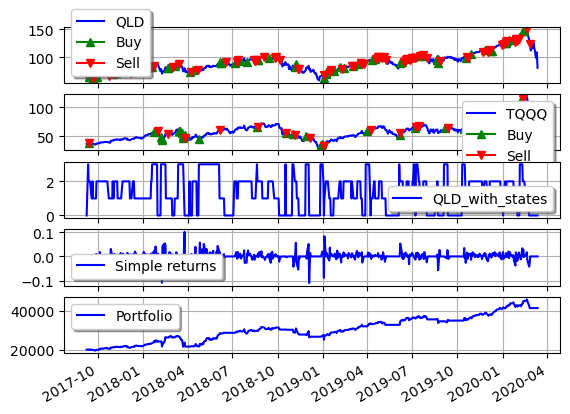 QLD
Buy
Sell
150
100
TQQQ
Buy
Sell
100
50
QLD_with_states
2
0
Simple returns
0.1
0.0
−0.1
Portfolio
40000
20000
2017-10
2018-01
2018-04
2018-07
2018-10
2019-01
2019-04
2019-07
2019-10
2020-01
2020-04